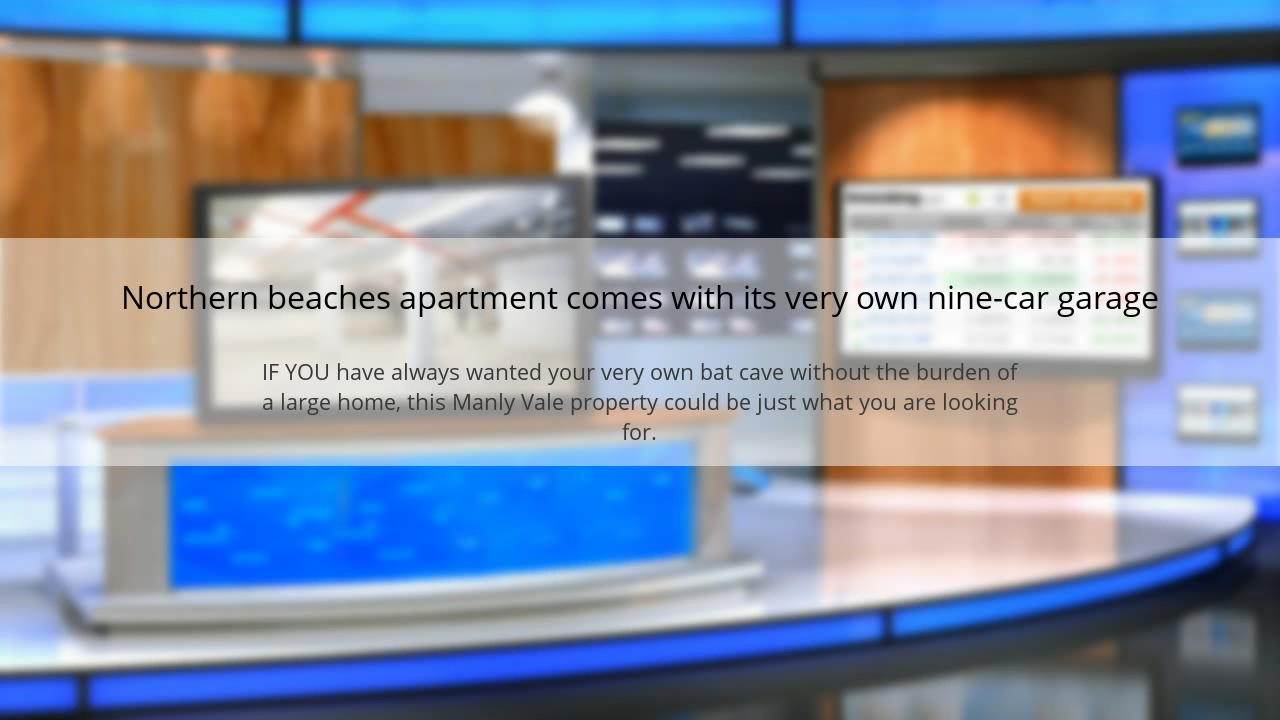 Northern beaches apartment comes with its very own nine-car garage
IF YOU have always wanted your very own bat cave without the burden of
a large home, this Manly Vale property could be just what you are looking
for.